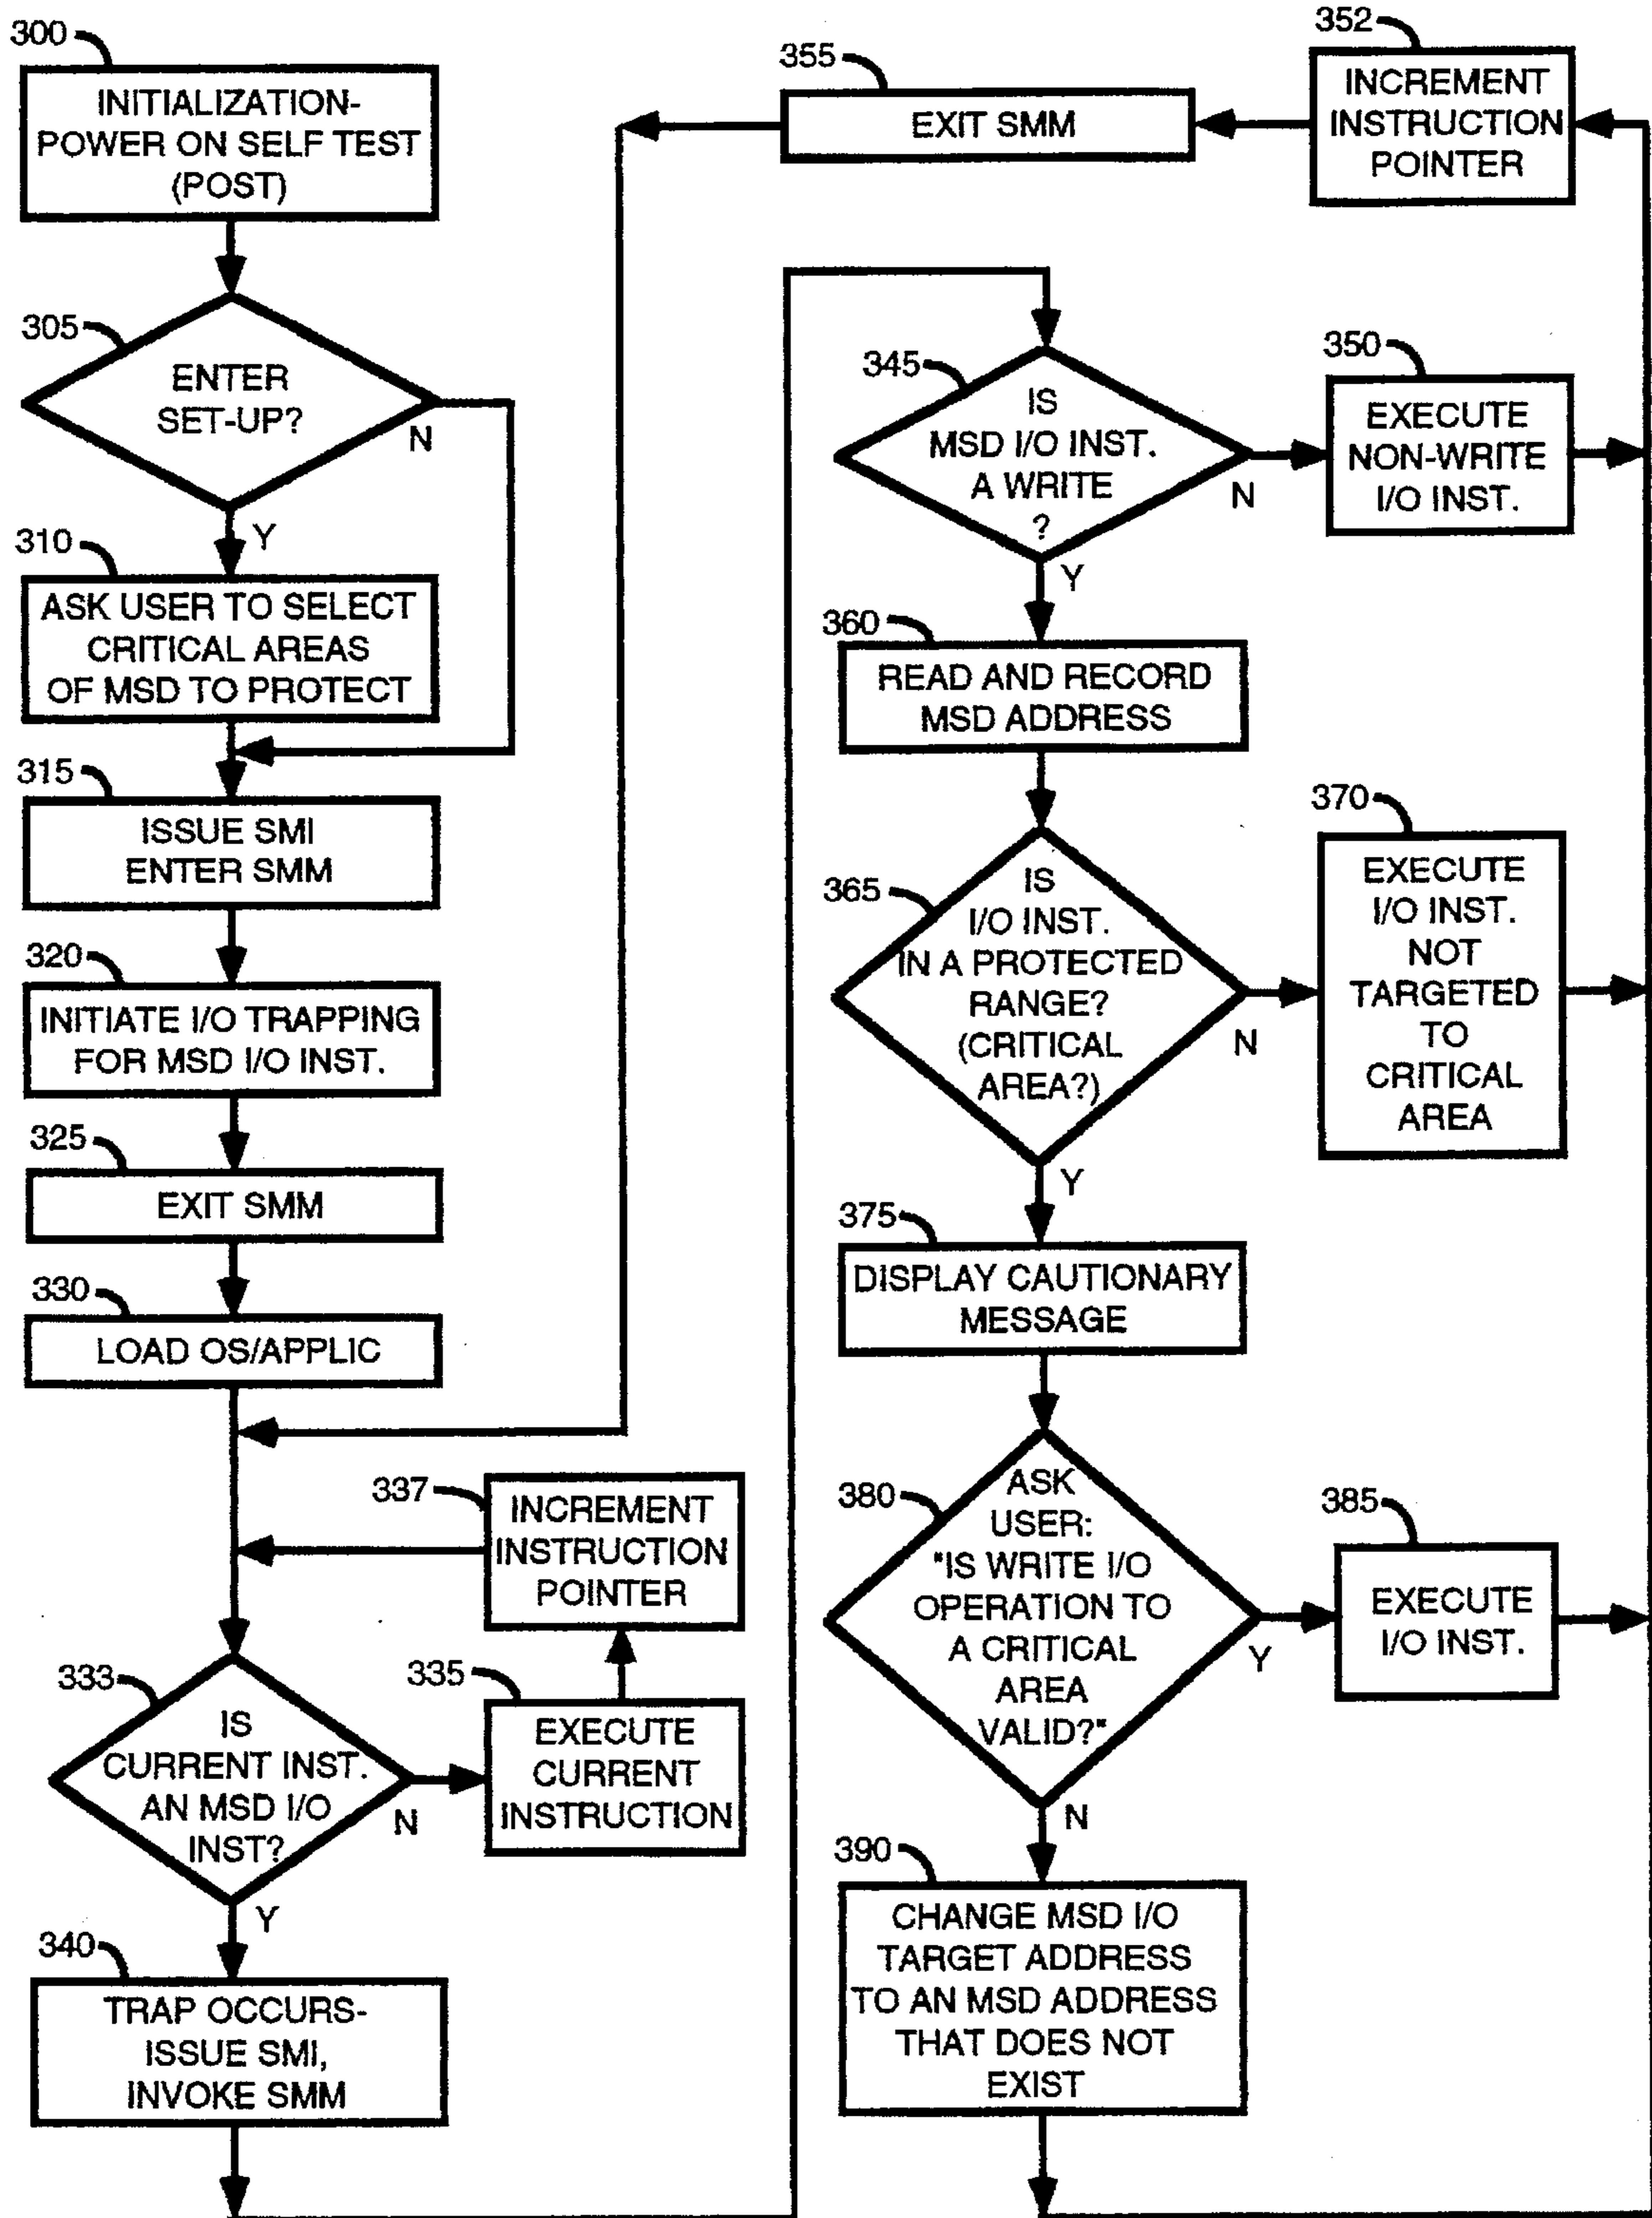 300
INITIALIZATION-
POWER ON SELF TEST
(POST)
305
ENTER
SET-UP?
N
Y
310
ASK USER TO SELECT
CRITICAL AREAS
OF MSD TO PROTECT
315
ISSUE SMI
ENTER SMM
320
INITIATE I/O TRAPPING
FOR MSD I/O INST.
325
EXIT SMM
330
LOAD OS/APPLIC
337
INCREMENT
INSTRUCTION
POINTER
333
IS
CURRENT INST.
AN MSD I/O
INST?
N
Y
335
EXECUTE
CURRENT
INSTRUCTION
340
TRAP OCCURS-
ISSUE SMI,
INVOKE SMM
355
EXIT SMM
352
INCREMENT
INSTRUCTION
POINTER
345
IS
MSD I/O INST.
A WRITE
?
N
Y
350
EXECUTE
NON-WRITE
I/O INST.
360
READ AND RECORD
MSD ADDRESS
365
IS
I/O INST.
IN A PROTECTED
RANGE?
(CRITICAL
AREA?)
N
Y
370
EXECUTE
I/O INST.
NOT
TARGETED
TO
CRITICAL
AREA
375
DISPLAY CAUTIONARY
MESSAGE
380
ASK
USER:
"IS WRITE I/O
OPERATION TO
A CRITICAL
AREA
VALID?"
Y
N
385
EXECUTE
I/O INST.
390
CHANGE MSD I/O
TARGET ADDRESS
TO AN MSD ADDRESS
THAT DOES NOT
EXIST